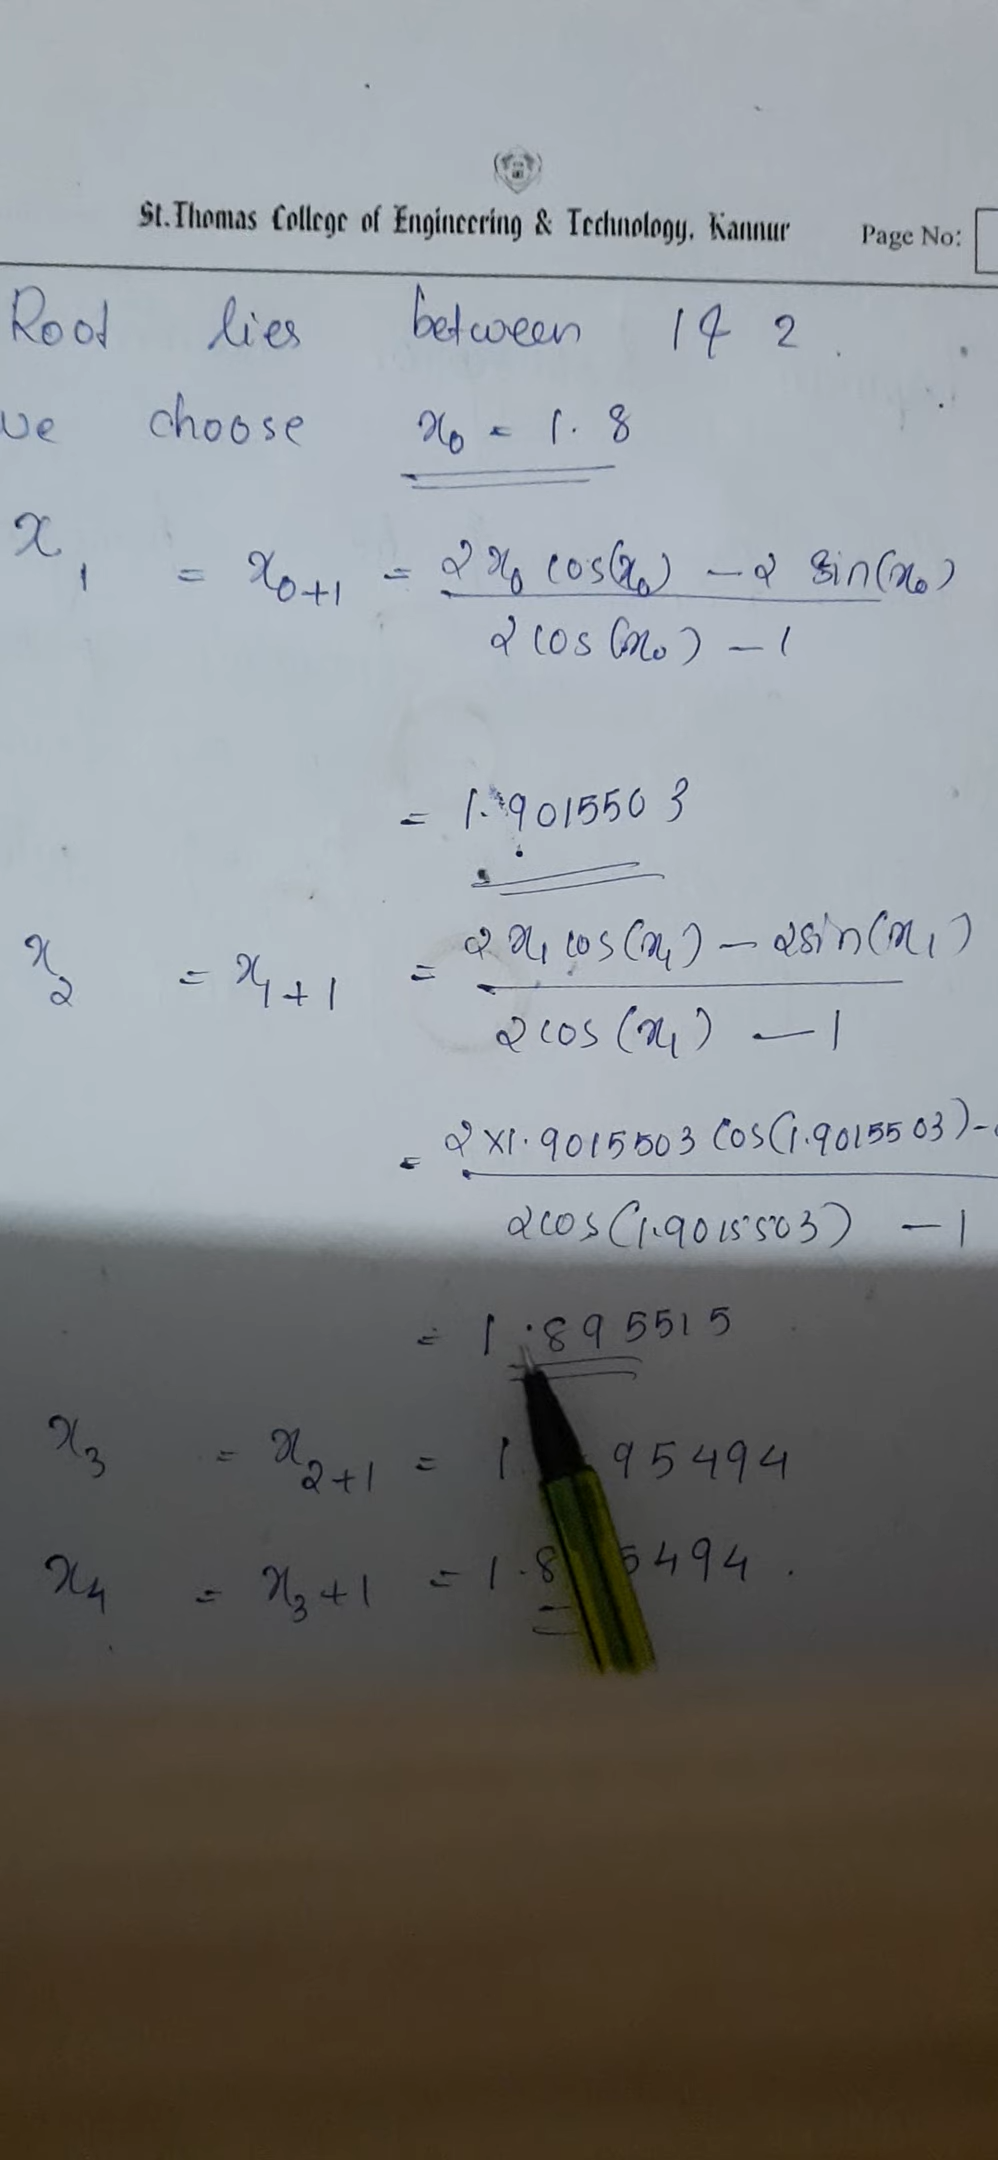 St. Thomas College of Engineering & Technology, Kannur Page No:
Root lies between 1 & 2.
we choose x₀ = 1.8
x₁ = x₀₊₁ = 2x₀ cos(x₀) - 2 sin(x₀)
2 cos(x₀) - 1
= 1.9015503
x₂ = x₁₊₁ = 2x₁ cos(x₁) - 2sin(x₁)
2cos(x₁) - 1
= 2×1.9015503 cos(1.9015503)-
2cos(1.9015503) - 1
= 1.895515
x₃ = x₂₊₁ = 1 95494
x₄ = x₃+1 = 1.8 5494.